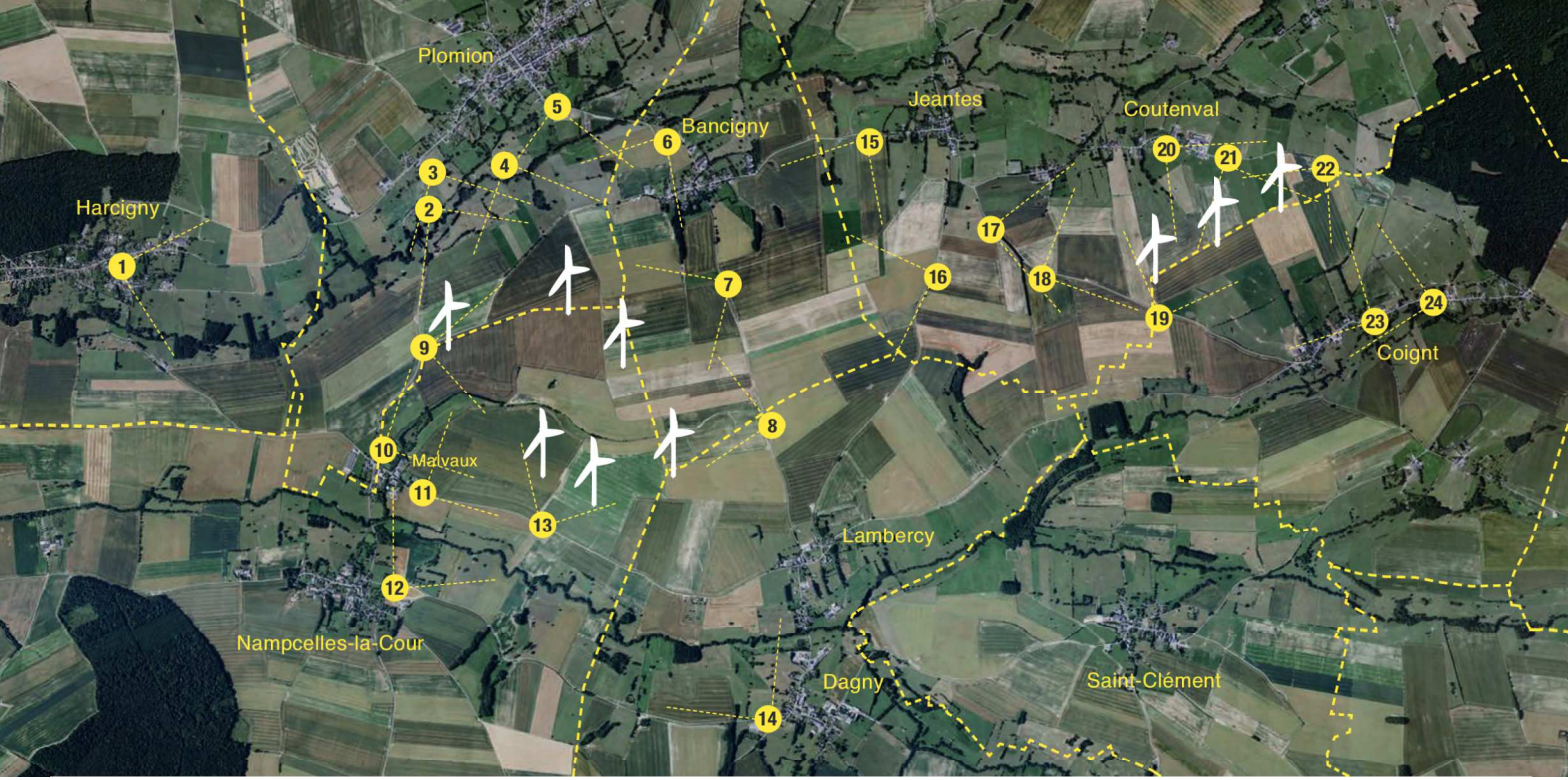 Plomion
5
Jeantes
Coutenval
Bancigny
6
15
20
21
22
4
3
2
Harcigny
1
17
16
18
7
19
24
23
Coignt
9
8
10
Malvaux
11
13
Lambercy
12
Nampcelles-la-Cour
Dagny
Saint-Clément
14